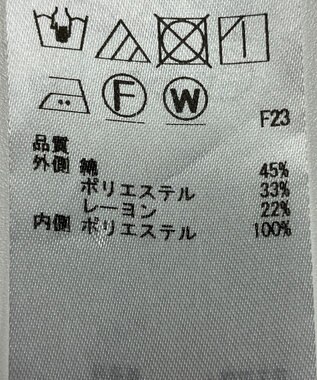 F W
F23
品質
外側 綿 45%
ポリエステル 33%
レーヨン 22%
内側 ポリエステル 100%